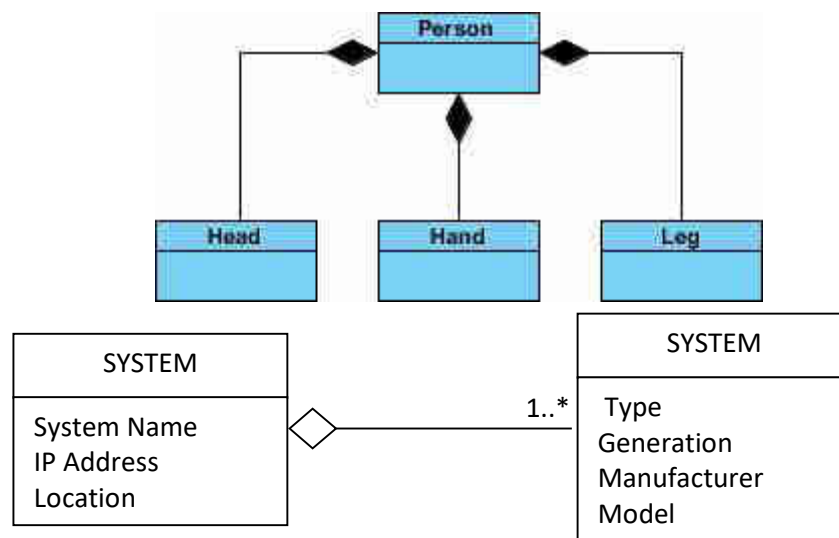 Person
Head
Hand
Leg
SYSTEM
System Name
IP Address
Location
1..*
SYSTEM
Type
Generation
Manufacturer
Model